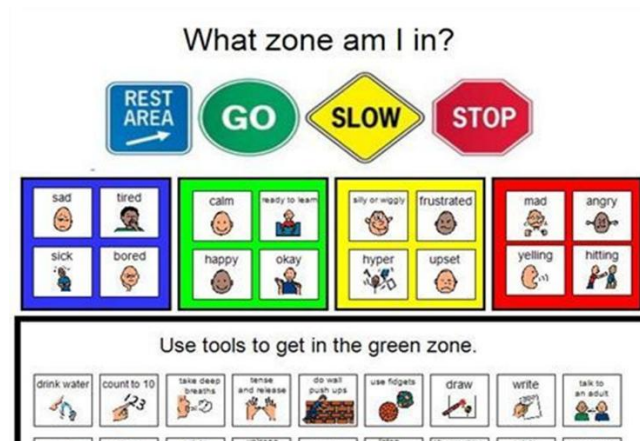 What zone am I in?
REST
AREA
GO
SLOW
STOP
sad
tired
sick
bored
calm
ready to learn
happy
okay
silly or wiggly
frustrated
hyper
upset
mad
angry
yelling
hitting
Use tools to get in the green zone.
drink water
count to 10
take deep
breaths
tense
and release
do wall
push ups
use fidgets
draw
write
talk to
an adult